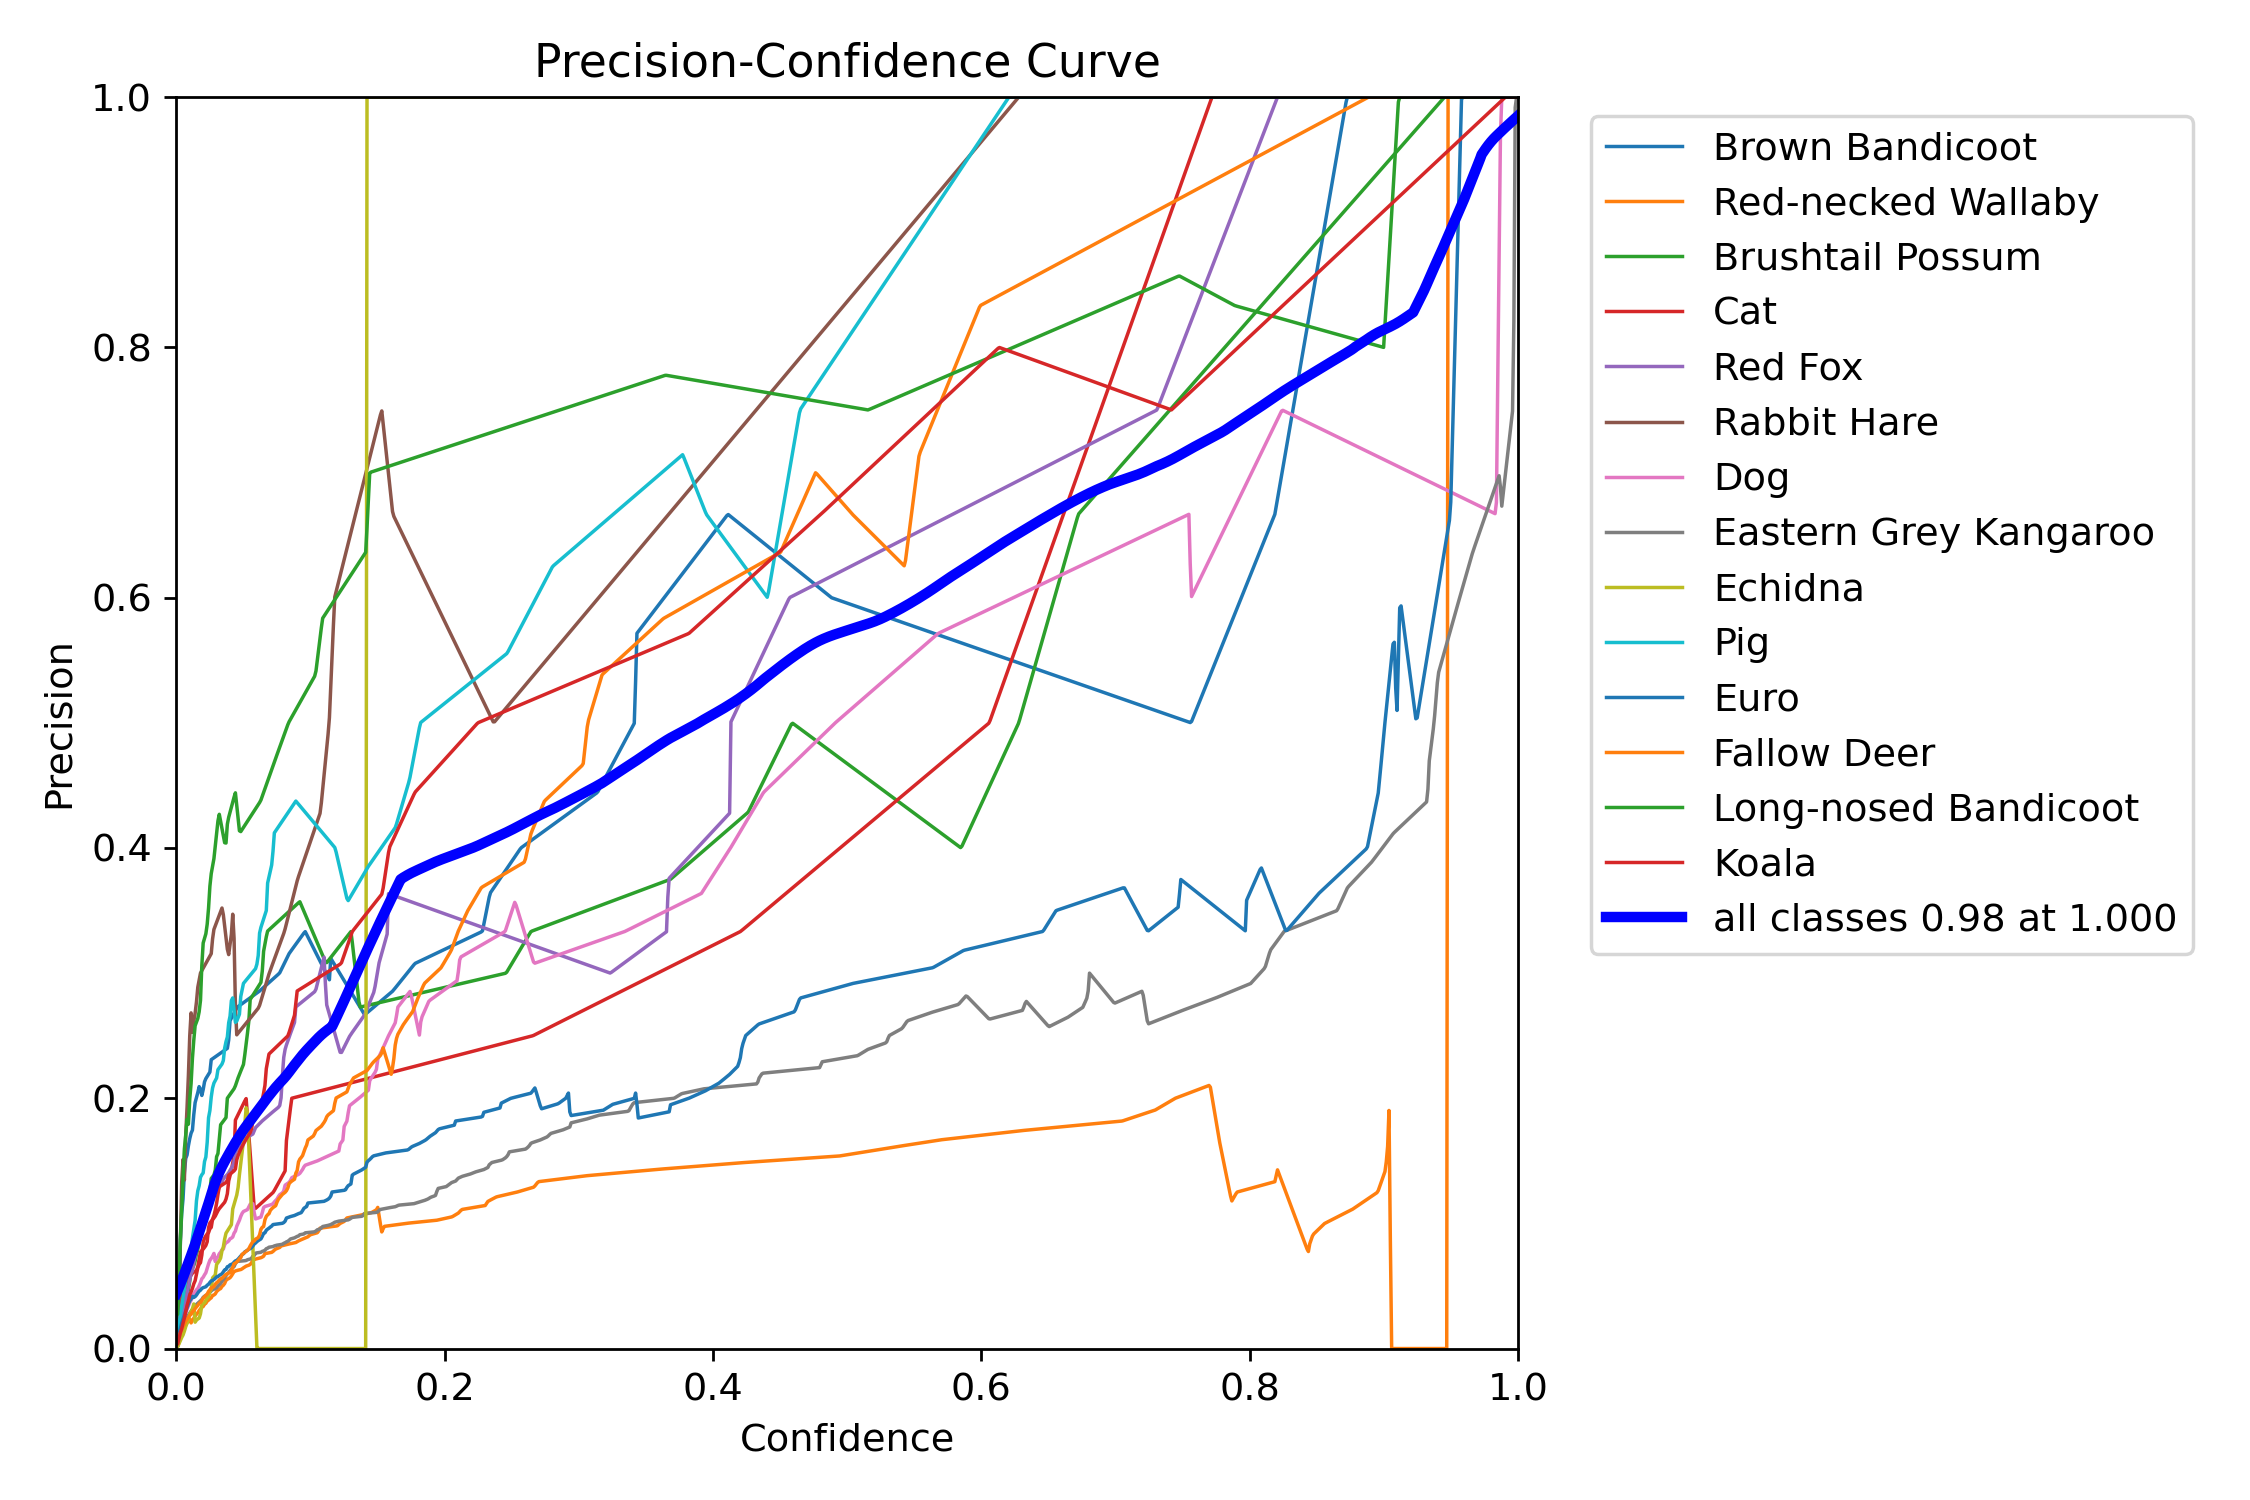 Precision-Confidence Curve
1.0
0.8
0.6
0.4
0.2
0.0
Precision
0.0 0.2 0.4 0.6 0.8 1.0
Confidence
Brown Bandicoot
Red-necked Wallaby
Brushtail Possum
Cat
Red Fox
Rabbit Hare
Dog
Eastern Grey Kangaroo
Echidna
Pig
Euro
Fallow Deer
Long-nosed Bandicoot
Koala
all classes 0.98 at 1.000